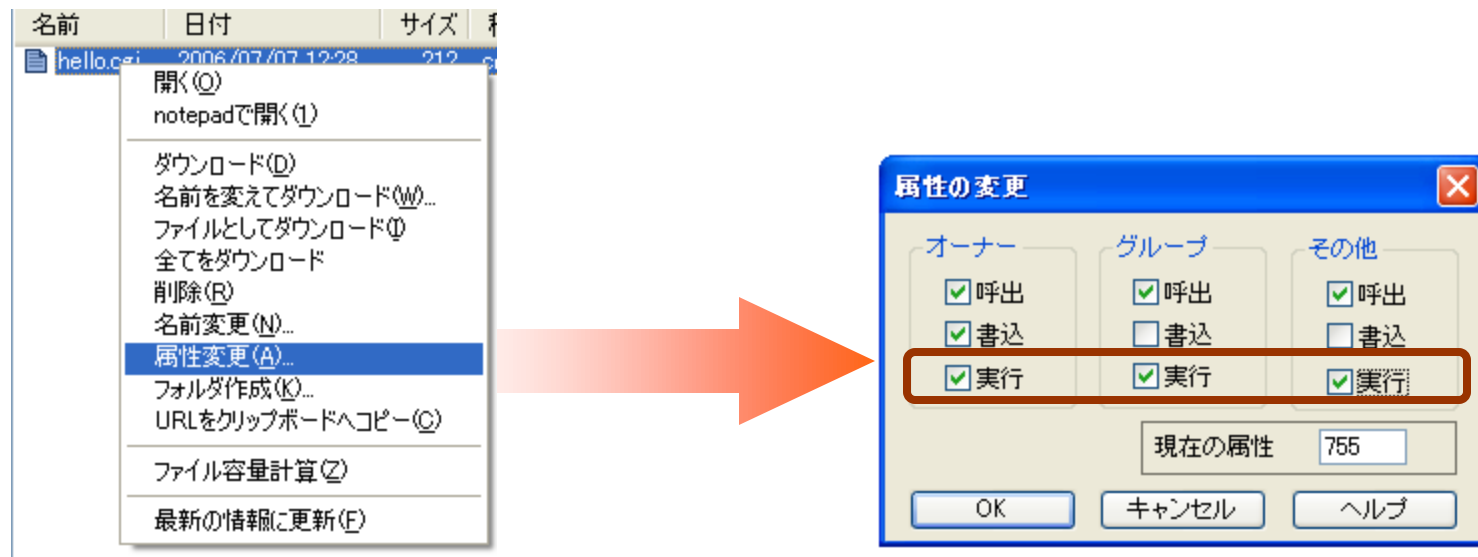 名前 日付 サイズ
hello.cgi 2006/07/07 12:28 212
開く(O)
notepadで開く(1)
ダウンロード(D)
名前を変えてダウンロード(W)...
ファイルとしてダウンロード(I)
全てをダウンロード
削除(R)
名前変更(N)...
属性変更(A)...
フォルダ作成(K)...
URLをクリップボードへコピー(C)
ファイル容量計算(Z)
最新の情報に更新(F)
属性の変更
オーナー グループ その他
呼出 呼出 呼出
書込 書込 書込
実行 実行 実行
現在の属性 755
OK キャンセル ヘルプ